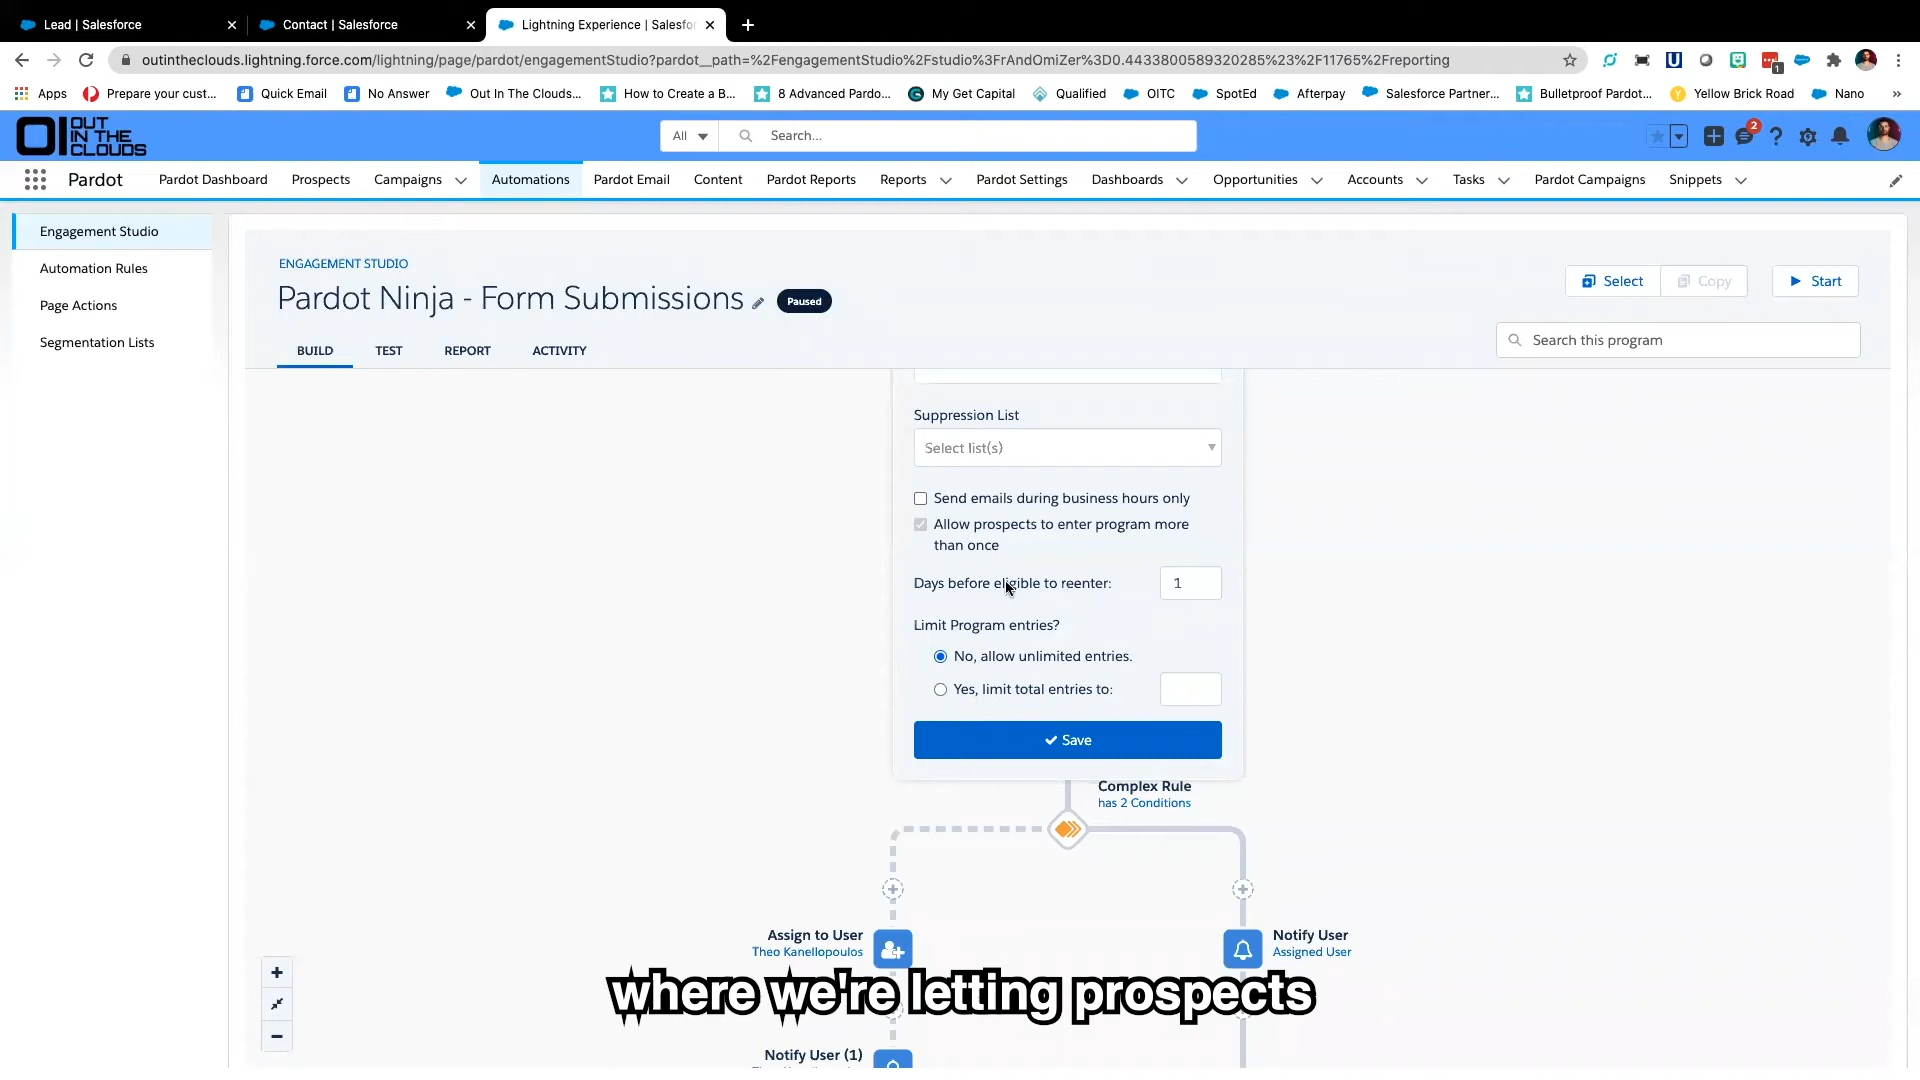 Lead | Salesforce
Contact | Salesforce
Lightning Experience | Salesfo
outintheclouds.lightning.force.com/lightning/page/pardot/engagementStudio?pardot__path=%2FengagementStudio%2Fstudio%3FrAndOmiZer%3D0.4433800589320285%23%2F11765%2Freporting
1
Apps
Prepare your cust...
Quick Email
No Answer
Out In The Clouds...
How to Create a B...
8 Advanced Pardo...
My Get Capital
Qualified
OITC
SpotEd
Afterpay
Salesforce Partner...
Bulletproof Pardot...
Yellow Brick Road
Nano
»
OUT
IN THE
CLOUDS
All
Search...
2
Pardot
Pardot Dashboard
Prospects
Campaigns
Automations
Pardot Email
Content
Pardot Reports
Reports
Pardot Settings
Dashboards
Opportunities
Accounts
Tasks
Pardot Campaigns
Snippets
Engagement Studio
Automation Rules
Page Actions
Segmentation Lists
ENGAGEMENT STUDIO
Pardot Ninja - Form Submissions
Paused
Select
Copy
Start
BUILD
TEST
REPORT
ACTIVITY
Search this program
Suppression List
Select list(s)
Send emails during business hours only
Allow prospects to enter program more
than once
Days before eligible to reenter:
1
Limit Program entries?
No, allow unlimited entries.
Yes, limit total entries to:
Save
Complex Rule
has 2 Conditions
Assign to User
Theo Kanellopoulos
Notify User
Assigned User
where we're letting prospects
Notify User (1)